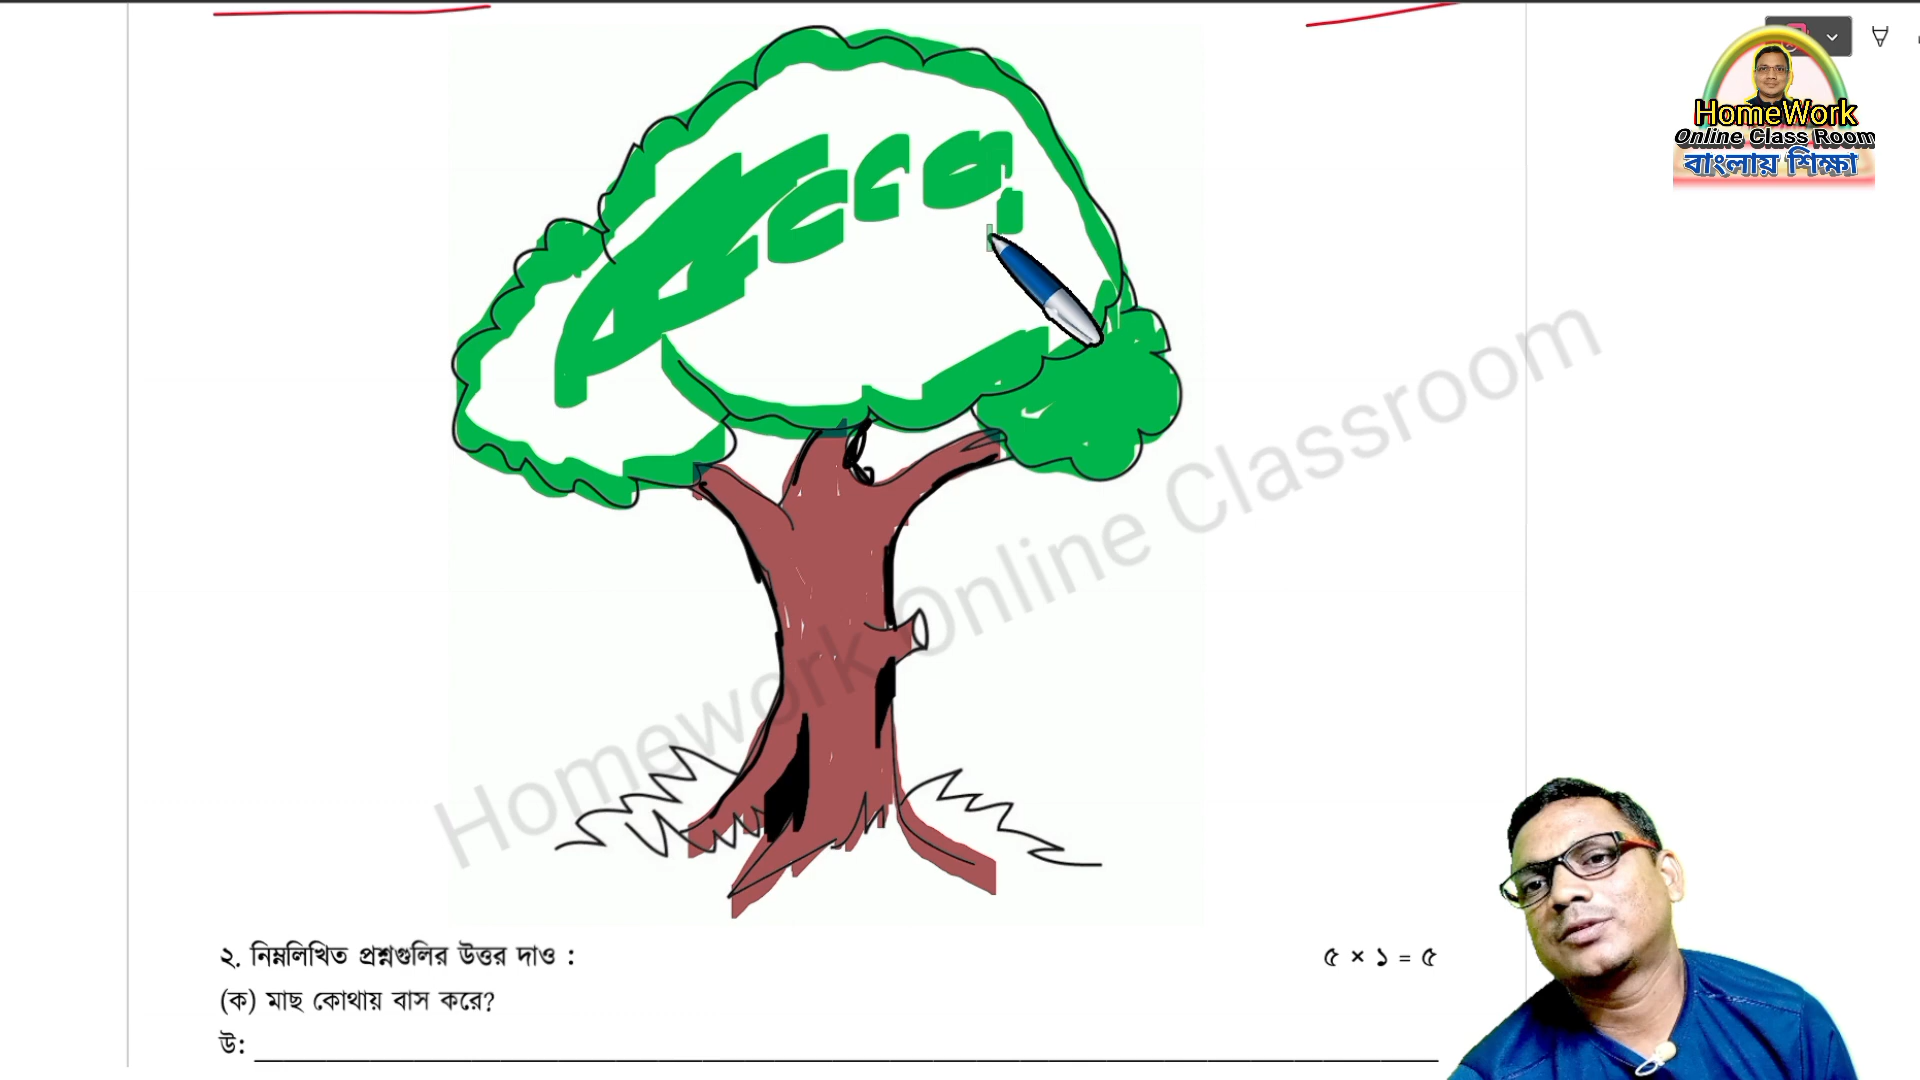 HomeWork
Online Class Room
বাংলায় শিক্ষা
Homework Online Classroom
২. নিম্নলিখিত প্রশ্নগুলির উত্তর দাও : ৫ × ১ = ৫
(ক) মাছ কোথায় বাস করে?
উ: